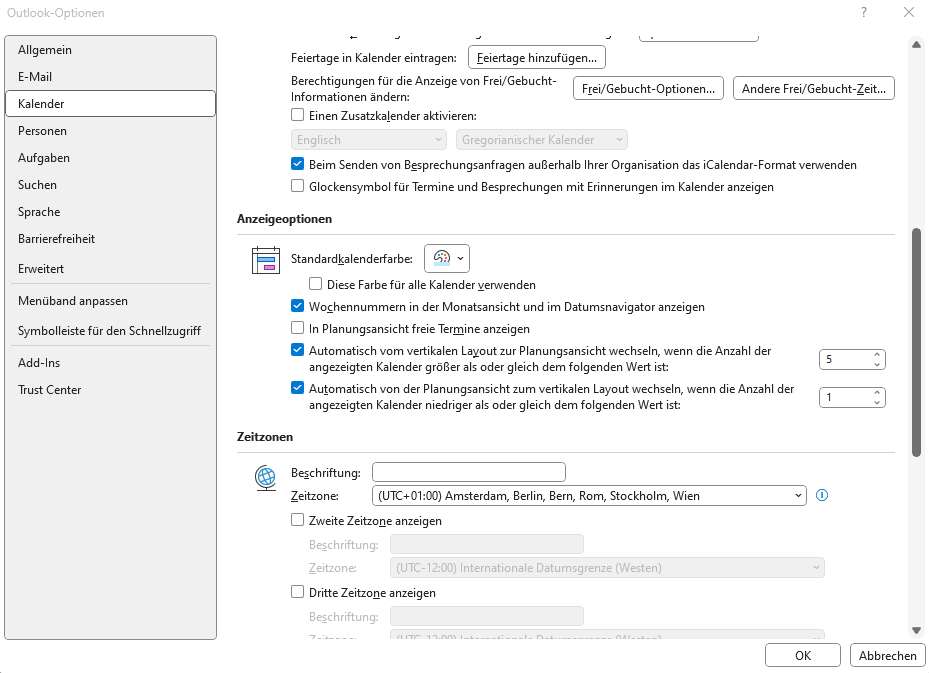 Outlook-Optionen
?
Allgemein
E-Mail
Kalender
Personen
Aufgaben
Suchen
Sprache
Barrierefreiheit
Erweitert
Menüband anpassen
Symbolleiste für den Schnellzugriff
Add-Ins
Trust Center
Feiertage in Kalender eintragen: Feiertage hinzufügen...
Berechtigungen für die Anzeige von Frei/Gebucht-
Informationen ändern: Frei/Gebucht-Optionen... Andere Frei/Gebucht-Zeit...
Einen Zusatzkalender aktivieren:
Englisch Gregorianischer Kalender
Beim Senden von Besprechungsanfragen außerhalb Ihrer Organisation das iCalendar-Format verwenden
Glockensymbol für Termine und Besprechungen mit Erinnerungen im Kalender anzeigen
Anzeigeoptionen
Standardkalenderfarbe:
Diese Farbe für alle Kalender verwenden
Wochennummern in der Monatsansicht und im Datumsnavigator anzeigen
In Planungsansicht freie Termine anzeigen
Automatisch vom vertikalen Layout zur Planungsansicht wechseln, wenn die Anzahl der
angezeigten Kalender größer als oder gleich dem folgenden Wert ist: 5
Automatisch von der Planungsansicht zum vertikalen Layout wechseln, wenn die Anzahl der
angezeigten Kalender niedriger als oder gleich dem folgenden Wert ist: 1
Zeitzonen
Beschriftung:
Zeitzone: (UTC+01:00) Amsterdam, Berlin, Bern, Rom, Stockholm, Wien
Zweite Zeitzone anzeigen
Beschriftung:
Zeitzone: (UTC-12:00) Internationale Datumsgrenze (Westen)
Dritte Zeitzone anzeigen
Beschriftung:
Zeitzone: (UTC-12:00) Internationale Datumsgrenze (Westen)
OK Abbrechen